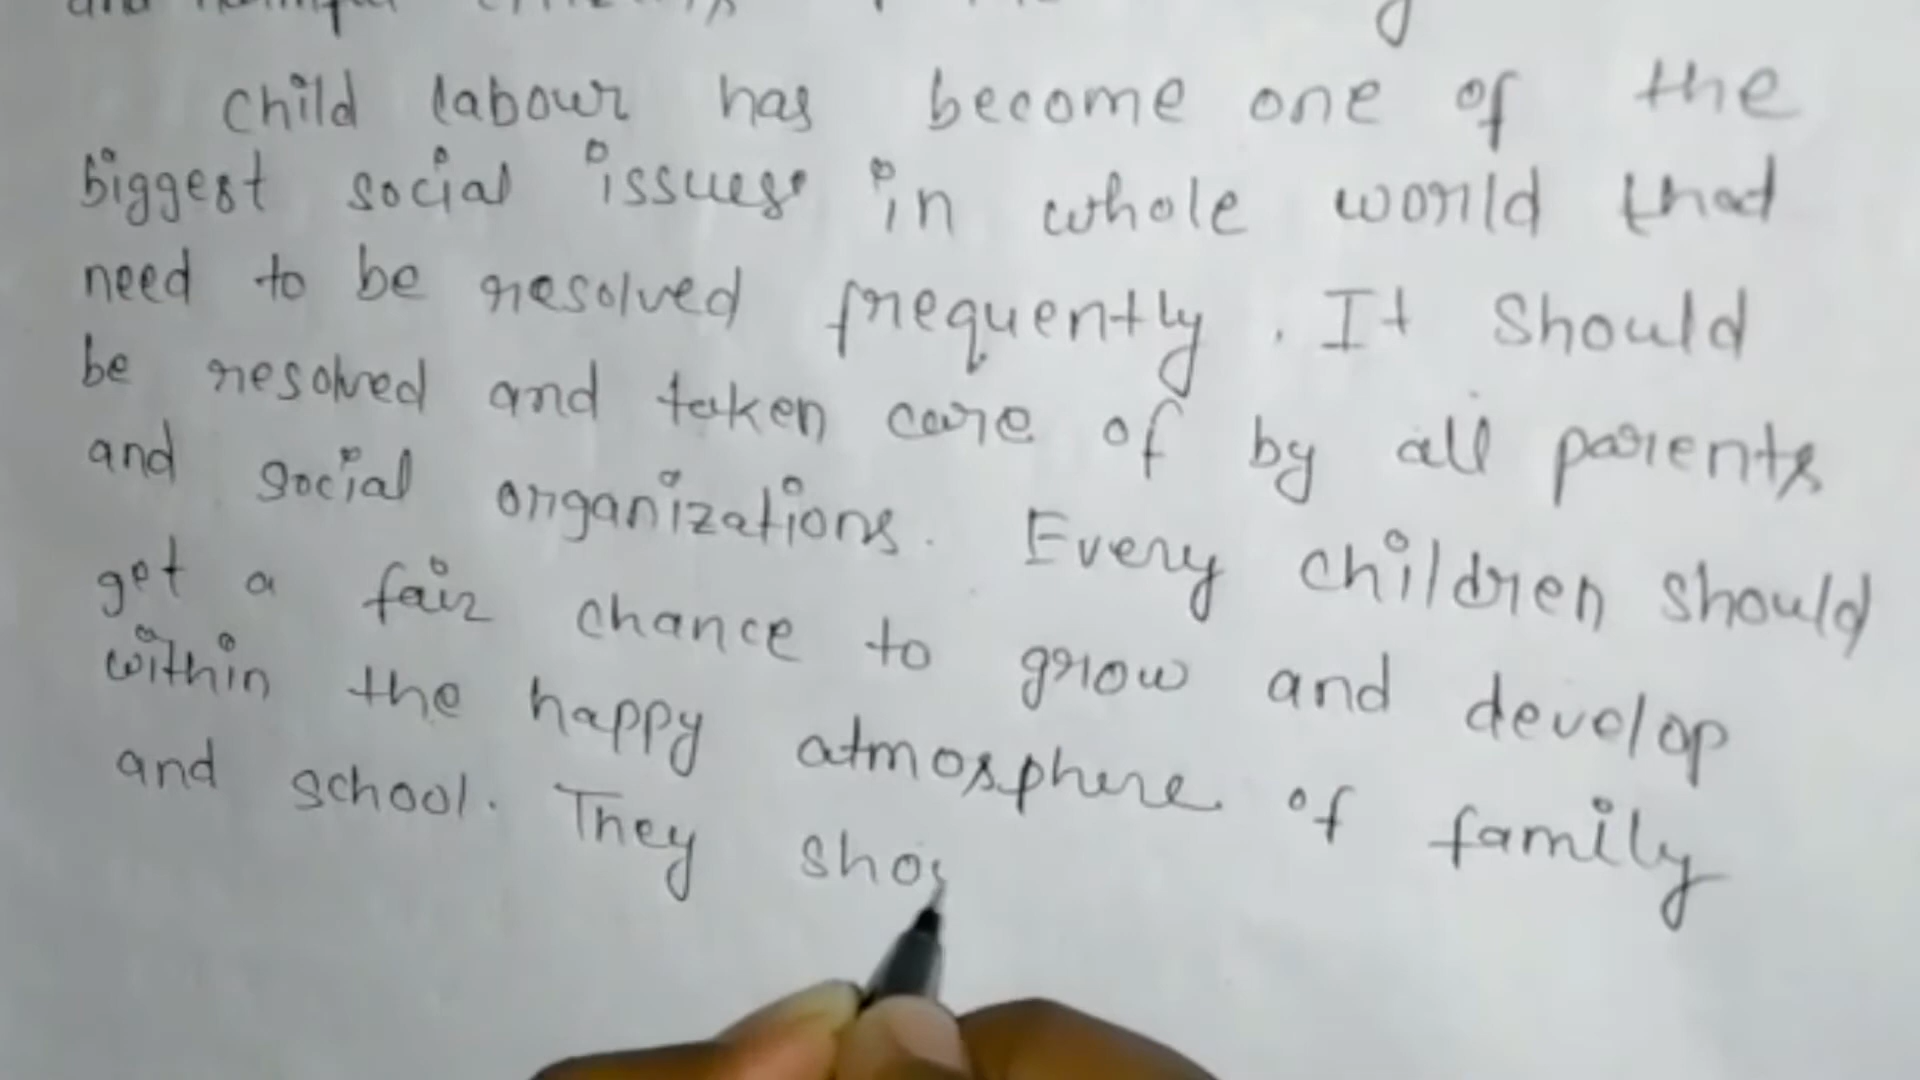 child labour has become one of the
biggest social issues in whole world that
need to be resolved frequently. It should
be resolved and taken care of by all parents
and social organizations. Every children should
get a fair chance to grow and develop
within the happy atmosphere of family
and school. They sho